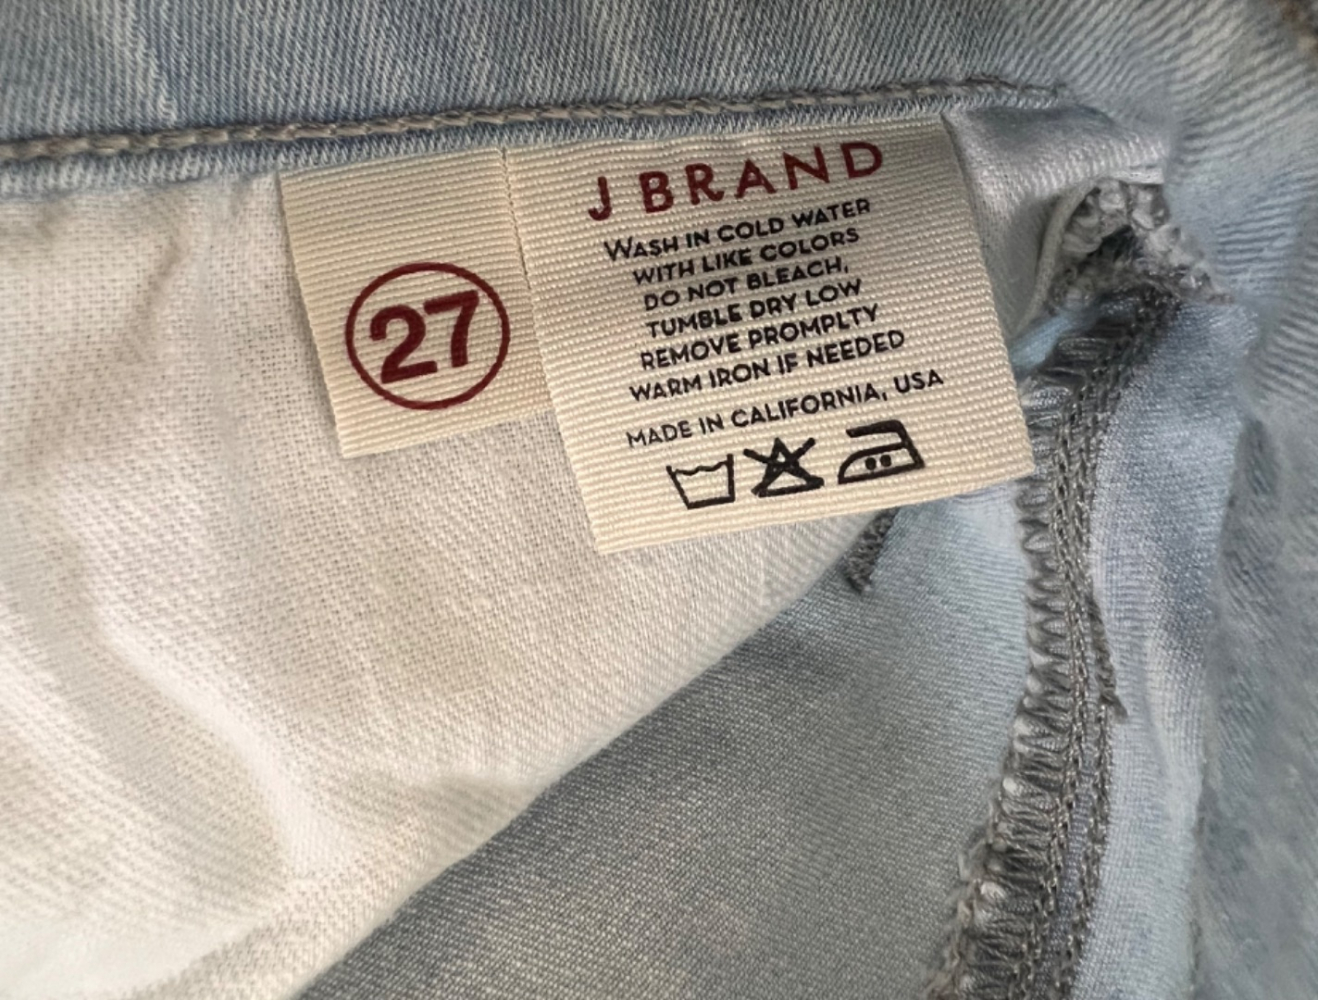 27
J BRAND
WASH IN COLD WATER
WITH LIKE COLORS
DO NOT BLEACH,
TUMBLE DRY LOW
REMOVE PROMPLTY
WARM IRON IF NEEDED
MADE IN CALIFORNIA, USA